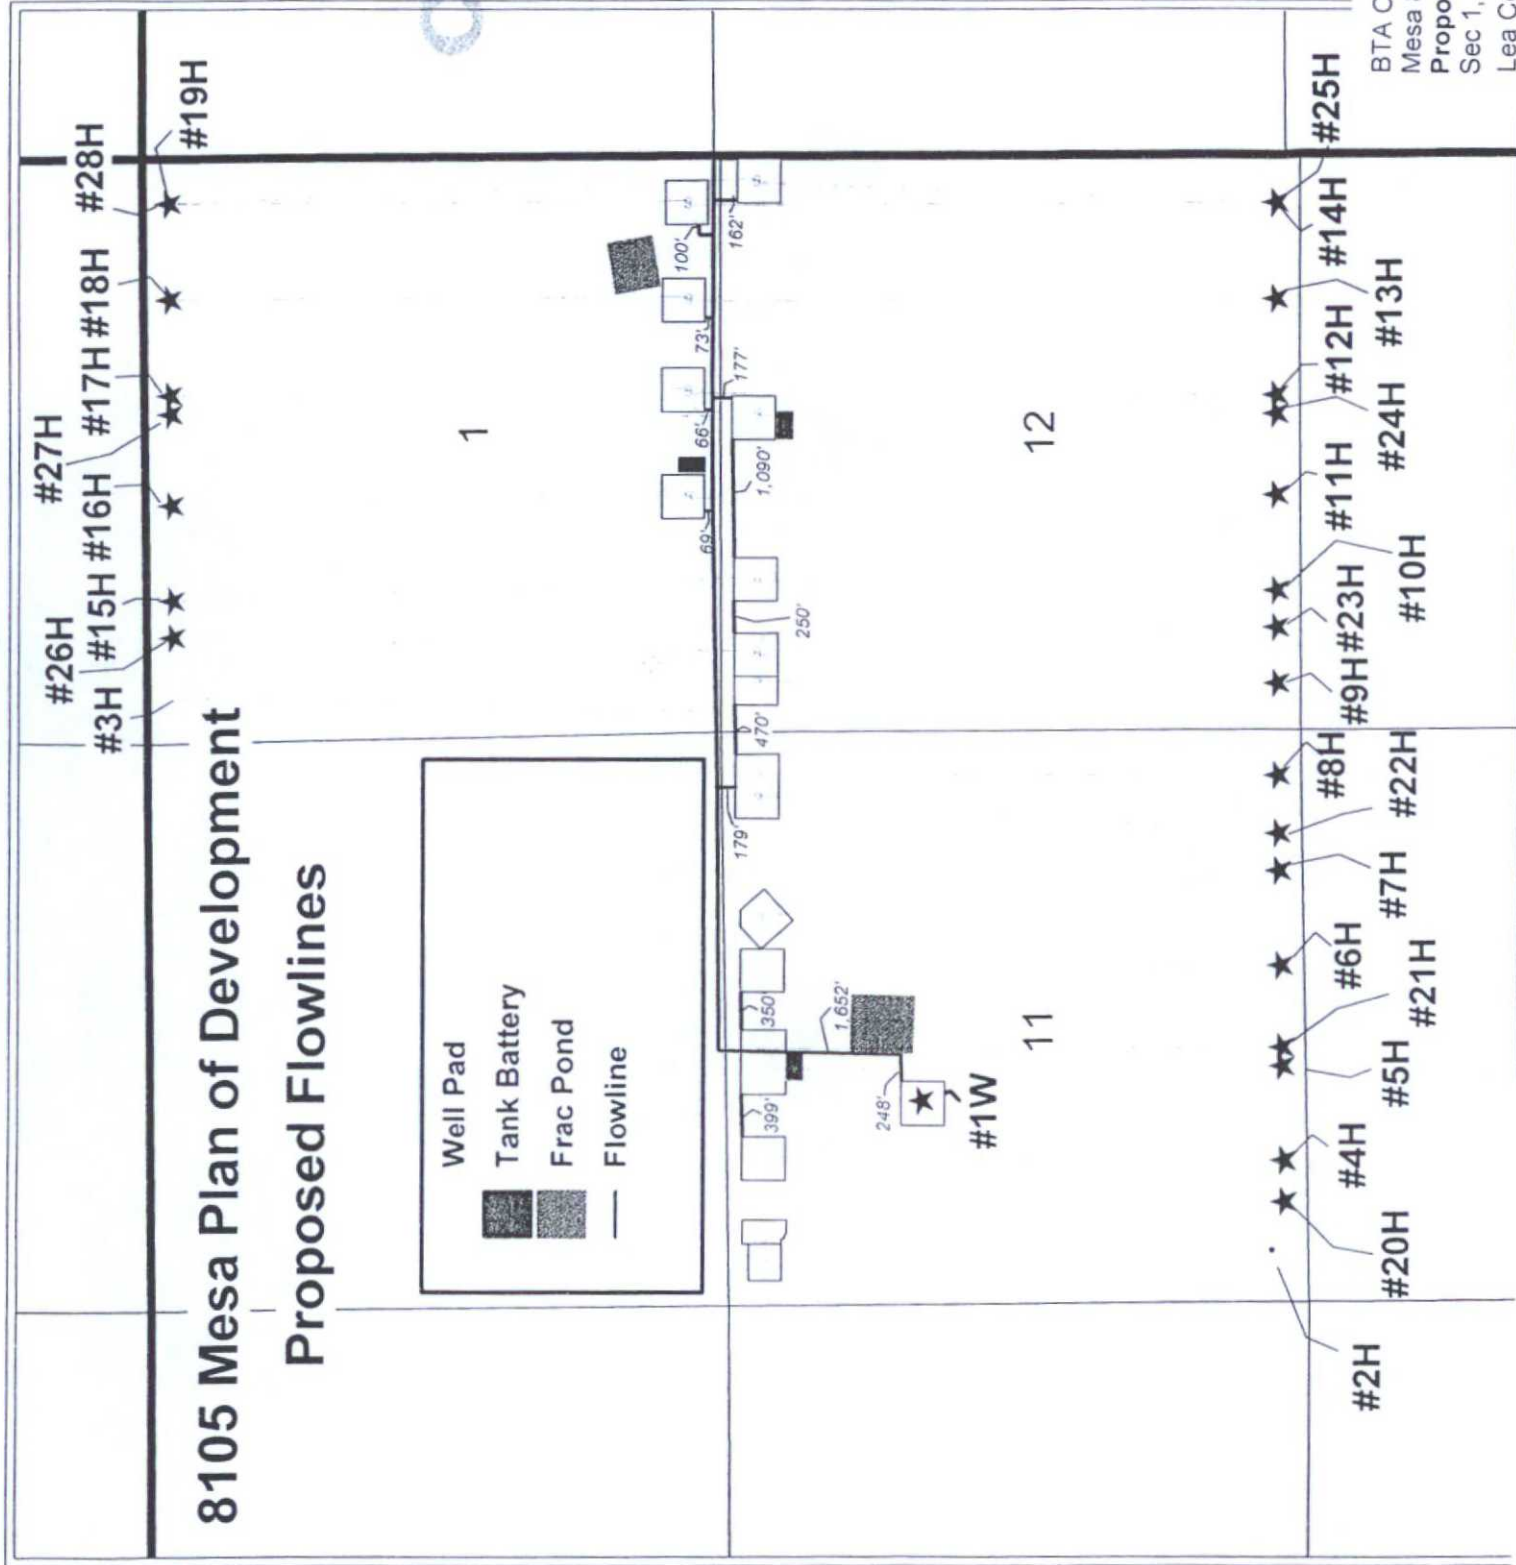 8105 Mesa Plan of Development
Proposed Flowlines
Well Pad
Tank Battery
Frac Pond
Flowline
#3H
#26H
#15H
#16H
#27H
#17H
#18H
#28H
#19H
1
100'
73'
66'
69'
162'
177'
1,090'
250'
470'
179'
350'
399'
1,652'
248'
#1W
11
12
#2H
#20H
#4H
#5H
#21H
#6H
#7H
#22H
#8H
#9H
#23H
#10H
#11H
#24H
#12H
#13H
#14H
#25H
BTA
Mesa
Sec 1,
Lea